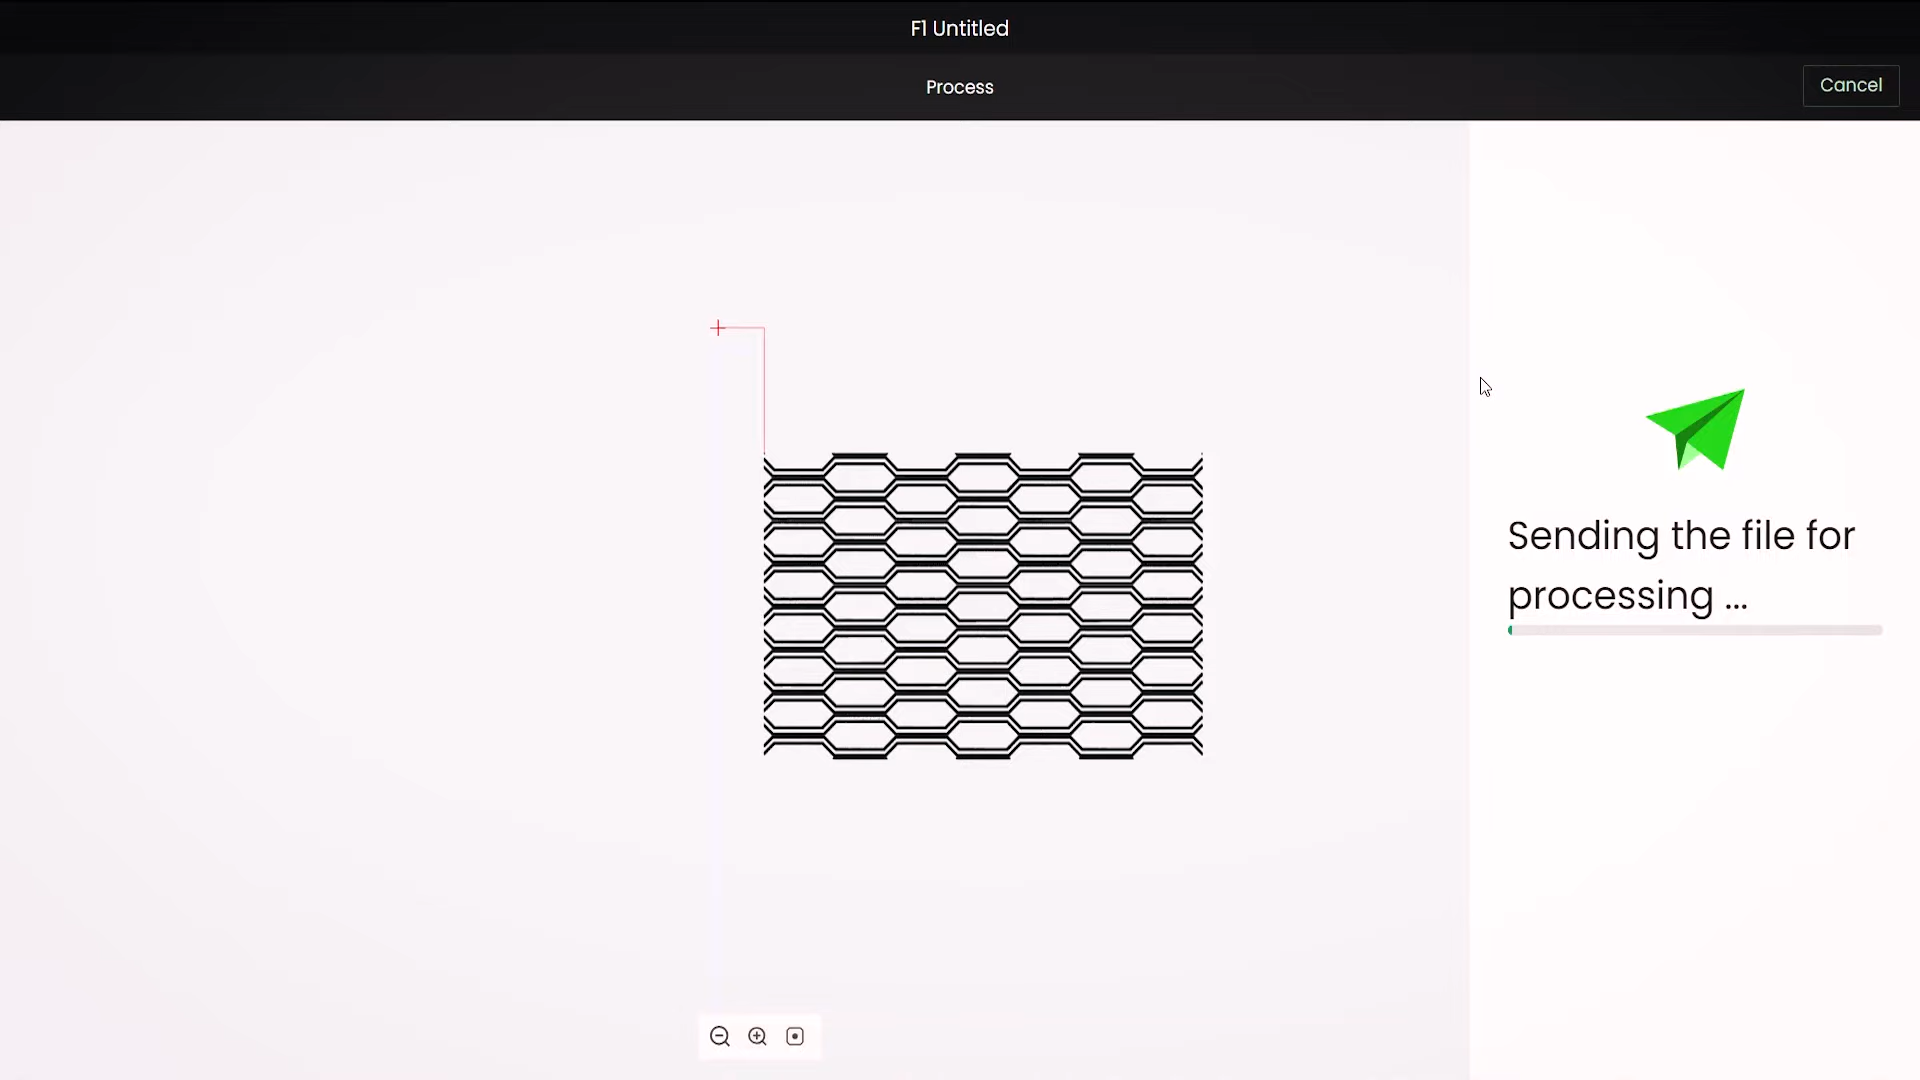 F1 Untitled
Process
Cancel
Sending the file for
processing ...